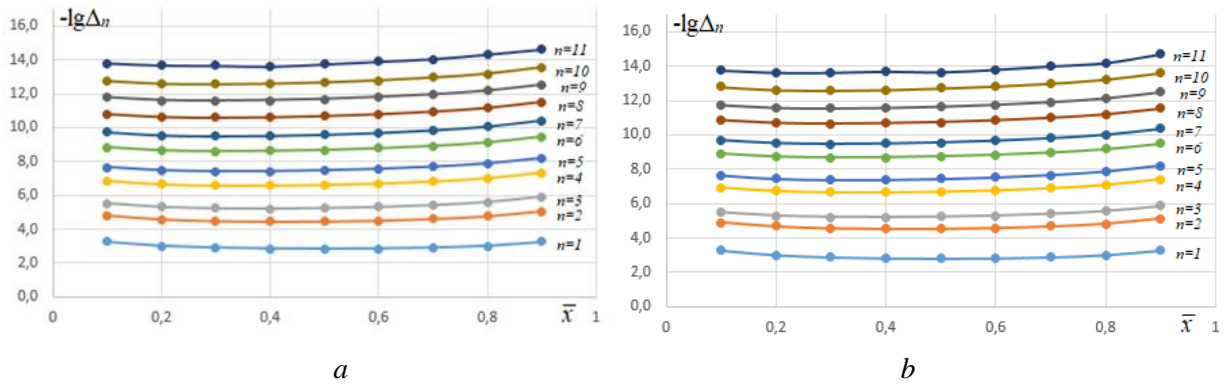 -lgΔn
16,0
14,0
12,0
10,0
8,0
6,0
4,0
2,0
0,0
n=11
n=10
n=9
n=8
n=7
n=6
n=5
n=4
n=3
n=2
n=1
0 0,2 0,4 0,6 0,8 1
x̅
a
-lgΔn
16,0
14,0
12,0
10,0
8,0
6,0
4,0
2,0
0,0
n=11
n=10
n=9
n=8
n=7
n=6
n=5
n=4
n=3
n=2
n=1
0 0,2 0,4 0,6 0,8 1
x̅
b